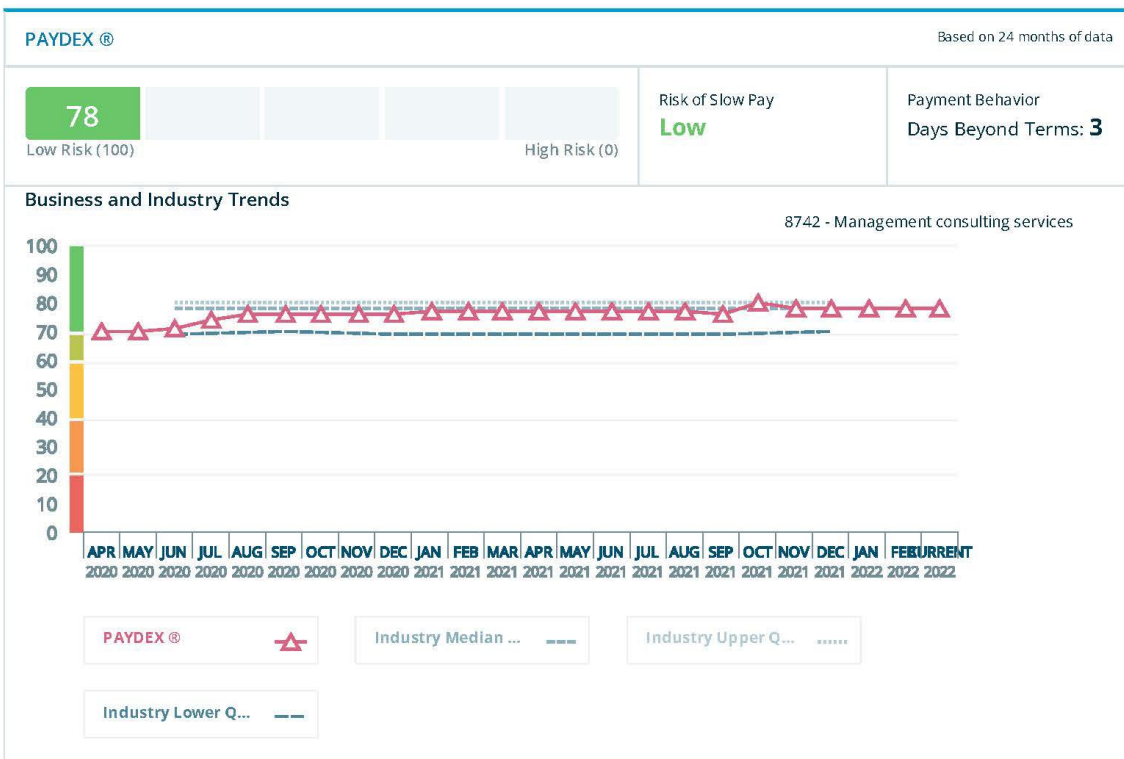 PAYDEX ®
Based on 24 months of data
78
Low Risk (100)
High Risk (0)
Risk of Slow Pay
Low
Payment Behavior
Days Beyond Terms: 3
Business and Industry Trends
8742 - Management consulting services
100
90
80
70
60
50
40
30
20
10
0
APR MAY JUN JUL AUG SEP OCT NOV DEC JAN FEB MAR APR MAY JUN JUL AUG SEP OCT NOV DEC JAN FEB CURRENT
2020 2020 2020 2020 2020 2020 2020 2020 2020 2021 2021 2021 2021 2021 2021 2021 2021 2021 2021 2021 2021 2022 2022 2022
PAYDEX ®
Industry Median ...
Industry Upper Q...
Industry Lower Q...